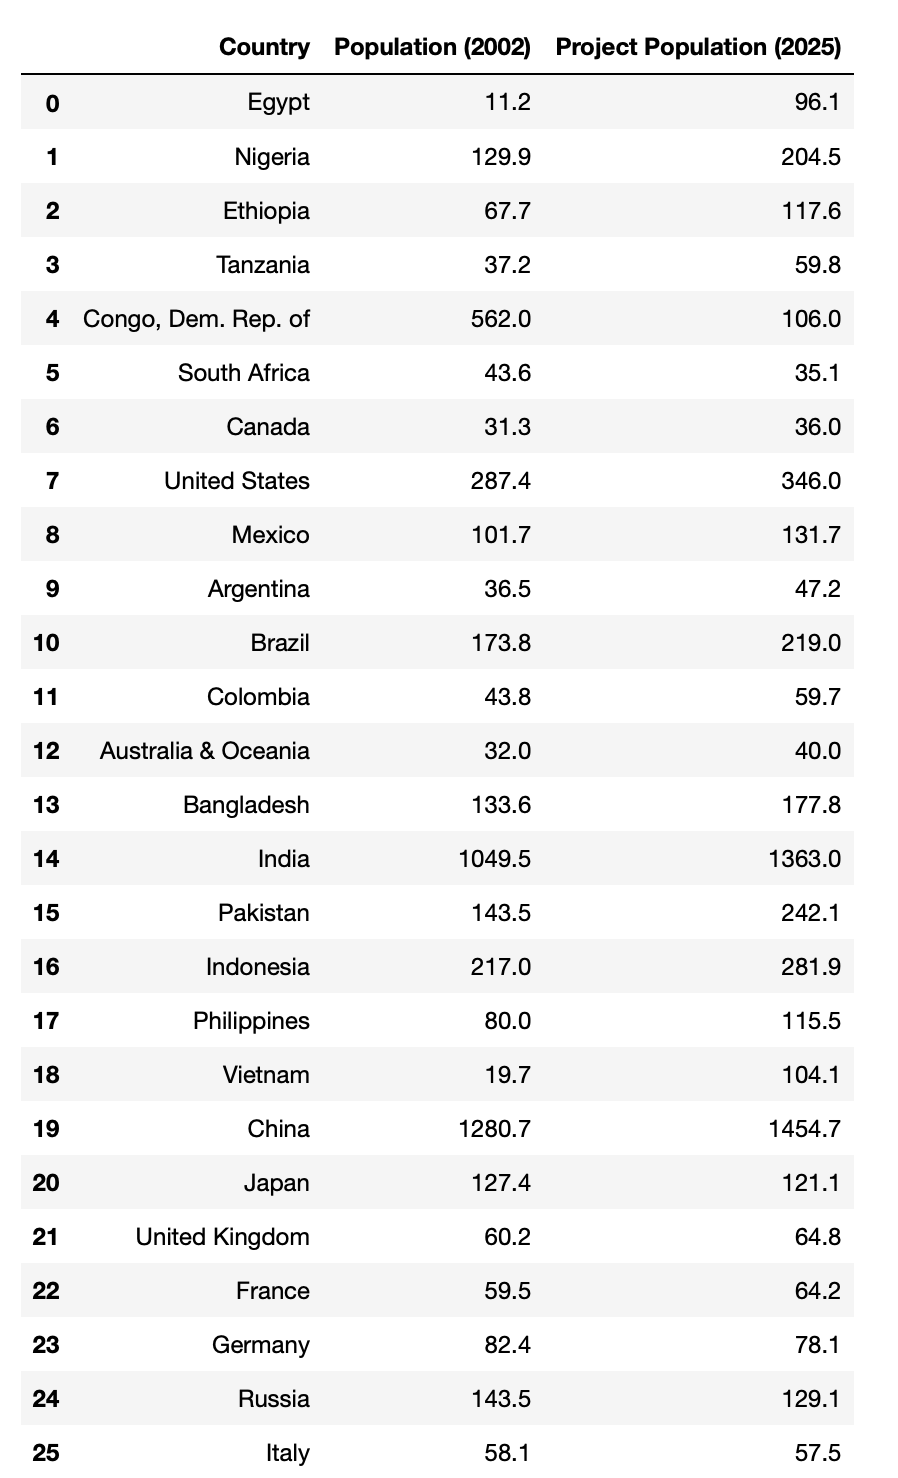 Country Population (2002) Project Population (2025)
0 Egypt 11.2 96.1
1 Nigeria 129.9 204.5
2 Ethiopia 67.7 117.6
3 Tanzania 37.2 59.8
4 Congo, Dem. Rep. of 562.0 106.0
5 South Africa 43.6 35.1
6 Canada 31.3 36.0
7 United States 287.4 346.0
8 Mexico 101.7 131.7
9 Argentina 36.5 47.2
10 Brazil 173.8 219.0
11 Colombia 43.8 59.7
12 Australia & Oceania 32.0 40.0
13 Bangladesh 133.6 177.8
14 India 1049.5 1363.0
15 Pakistan 143.5 242.1
16 Indonesia 217.0 281.9
17 Philippines 80.0 115.5
18 Vietnam 19.7 104.1
19 China 1280.7 1454.7
20 Japan 127.4 121.1
21 United Kingdom 60.2 64.8
22 France 59.5 64.2
23 Germany 82.4 78.1
24 Russia 143.5 129.1
25 Italy 58.1 57.5